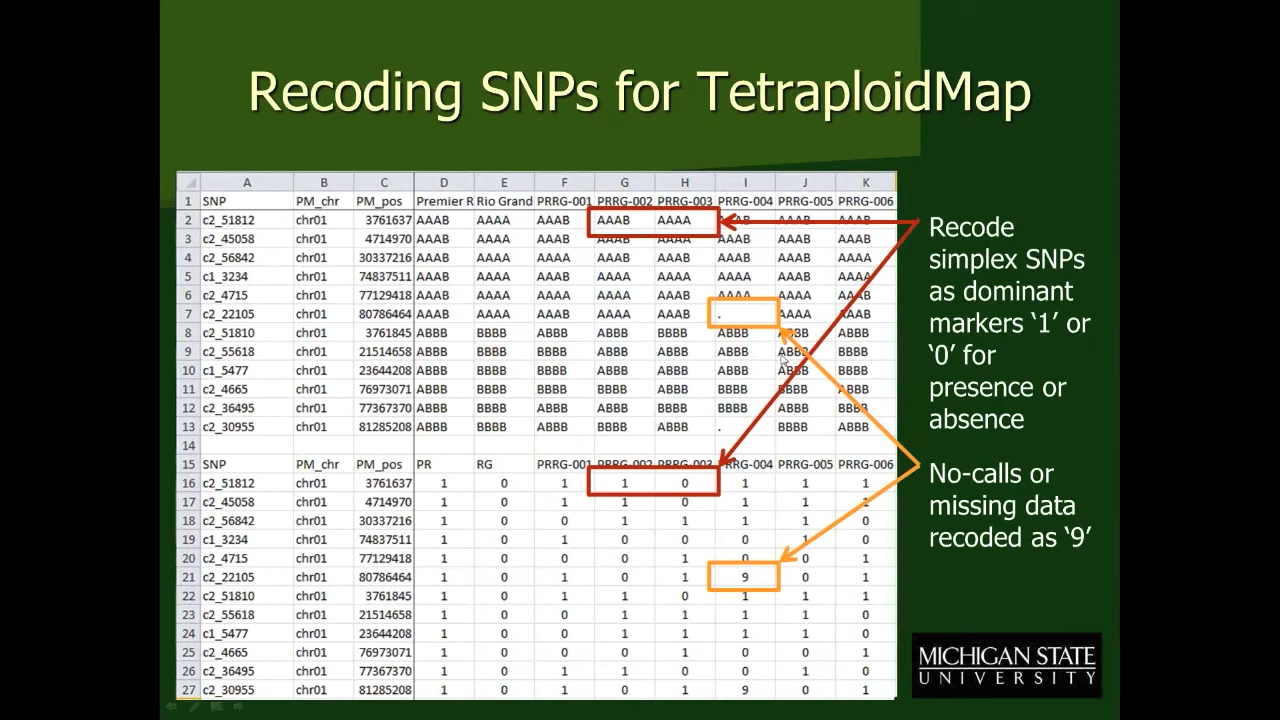 Recoding SNPs for TetraploidMap
A B C D E F G H I J K
1 SNP PM_chr PM_pos Premier R Rio Grand PRRG-001 PRRG-002 PRRG-003 PRRG-004 PRRG-005 PRRG-006
2 c2_51812 chr01 3761637 AAAB AAAA AAAB AAAB AAAA AAAB AAAB
3 c2_45058 chr01 4714970 AAAB AAAA AAAB AAAB AAAA AAAB AAAB AAAB
4 c2_56842 chr01 30337216 AAAB AAAA AAAA AAAB AAAB AAAB AAAB AAAA
5 c1_3234 chr01 74837511 AAAB AAAA AAAB AAAA AAAA AAAA AAAB AAAA
6 c2_4715 chr01 77129418 AAAB AAAA AAAA AAAA AAAB AAAA AAAA AAAB
7 c2_22105 chr01 80786464 AAAB AAAA AAAB AAAA AAAB . AAAA AAAB
8 c2_51810 chr01 3761845 ABBB BBBB ABBB ABBB BBBB ABBB ABBB ABBB
9 c2_55618 chr01 21514658 ABBB BBBB BBBB ABBB ABBB ABBB ABBB BBBB
10 c1_5477 chr01 23644208 ABBB BBBB BBBB ABBB ABBB ABBB ABBB BBBB
11 c2_4665 chr01 76973071 ABBB BBBB BBBB BBBB ABBB BBBB BBBB ABBB
12 c2_36495 chr01 77367370 ABBB BBBB ABBB ABBB BBBB BBBB ABBB BBBB
13 c2_30955 chr01 81285208 ABBB BBBB ABBB BBBB ABBB . BBBB ABBB
14
15 SNP PM_chr PM_pos PR RG PRRG-001 PRRG-002 PRRG-003 PRRG-004 PRRG-005 PRRG-006
16 c2_51812 chr01 3761637 1 0 1 1 0 1 1 1
17 c2_45058 chr01 4714970 1 0 1 1 0 1 1 1
18 c2_56842 chr01 30337216 1 0 0 1 1 1 1 0
19 c1_3234 chr01 74837511 1 0 1 0 0 0 1 0
20 c2_4715 chr01 77129418 1 0 0 0 1 0 0 1
21 c2_22105 chr01 80786464 1 0 1 0 1 9 0 1
22 c2_51810 chr01 3761845 1 0 1 1 0 1 1 1
23 c2_55618 chr01 21514658 1 0 0 1 1 1 1 0
24 c1_5477 chr01 23644208 1 0 0 1 1 1 1 0
25 c2_4665 chr01 76973071 1 0 0 0 1 0 0 1
26 c2_36495 chr01 77367370 1 0 1 1 0 0 1 0
27 c2_30955 chr01 81285208 1 0 1 0 1 9 0 1
Recode
simplex SNPs
as dominant
markers ‘1’ or
‘0’ for
presence or
absence
No-calls or
missing data
recoded as ‘9’
MICHIGAN STATE
UNIVERSITY